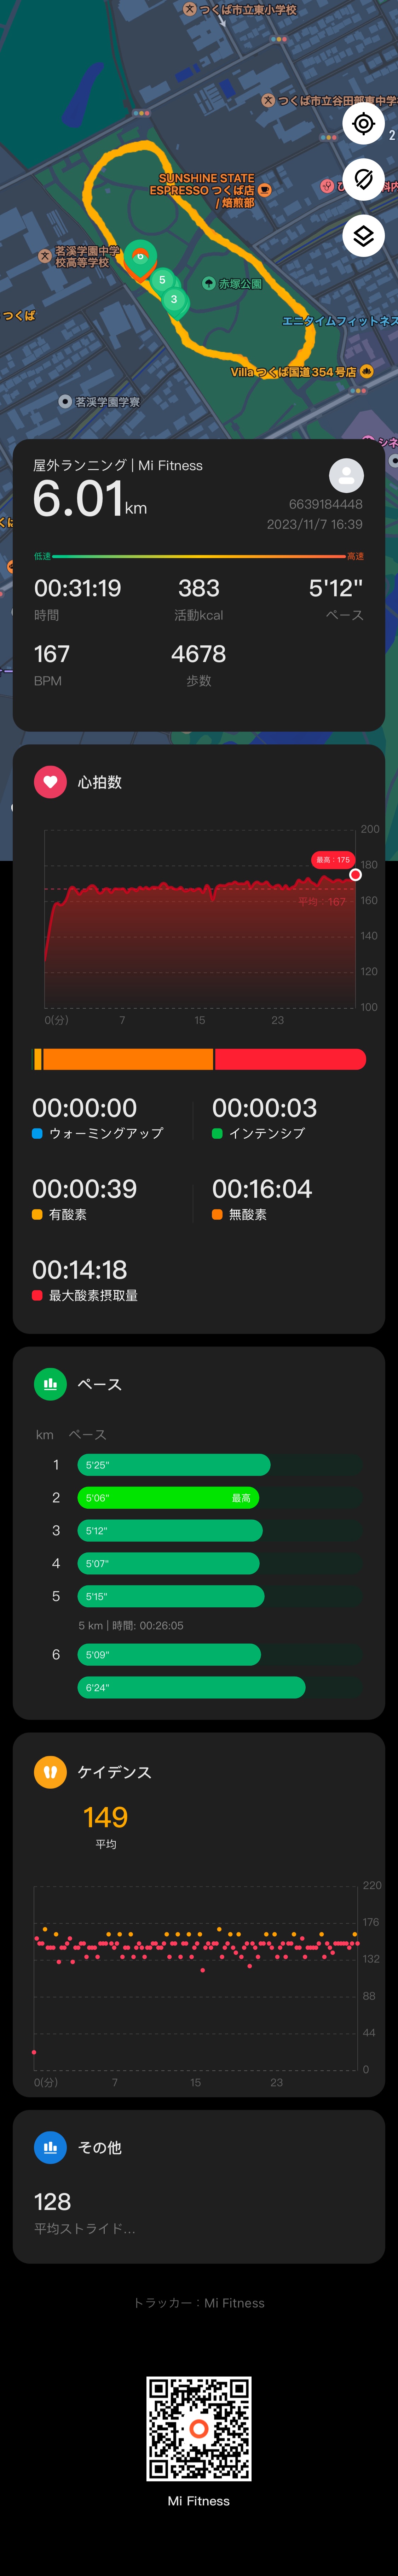 つくば市立東小学校
つくば市立谷田部東中学
2
SUNSHINE STATE
ESPRESSO つくば店
/ 焙煎部
茗溪学園中学
校高等学校
6
5
3
赤塚公園
つくば
エニタイムフィットネス
Villa つくば国道354号店
茗溪学園学寮
シネ
屋外ランニング | Mi Fitness
6.01km
6639184448
2023/11/7 16:39
低速
高速
00:31:19
383
5'12"
時間
活動kcal
ペース
167
4678
BPM
歩数
心拍数
200
最高：175
180
平均：167
160
140
120
100
0(分)
7
15
23
00:00:00
00:00:03
ウォーミングアップ
インテンシブ
00:00:39
00:16:04
有酸素
無酸素
00:14:18
最大酸素摂取量
ペース
km ペース
1 5'25"
2 5'06" 最高
3 5'12"
4 5'07"
5 5'15"
5 km | 時間: 00:26:05
6 5'09"
6'24"
ケイデンス
149
平均
220
176
132
88
44
0
0(分)
7
15
23
その他
128
平均ストライド...
トラッカー：Mi Fitness
Mi Fitness